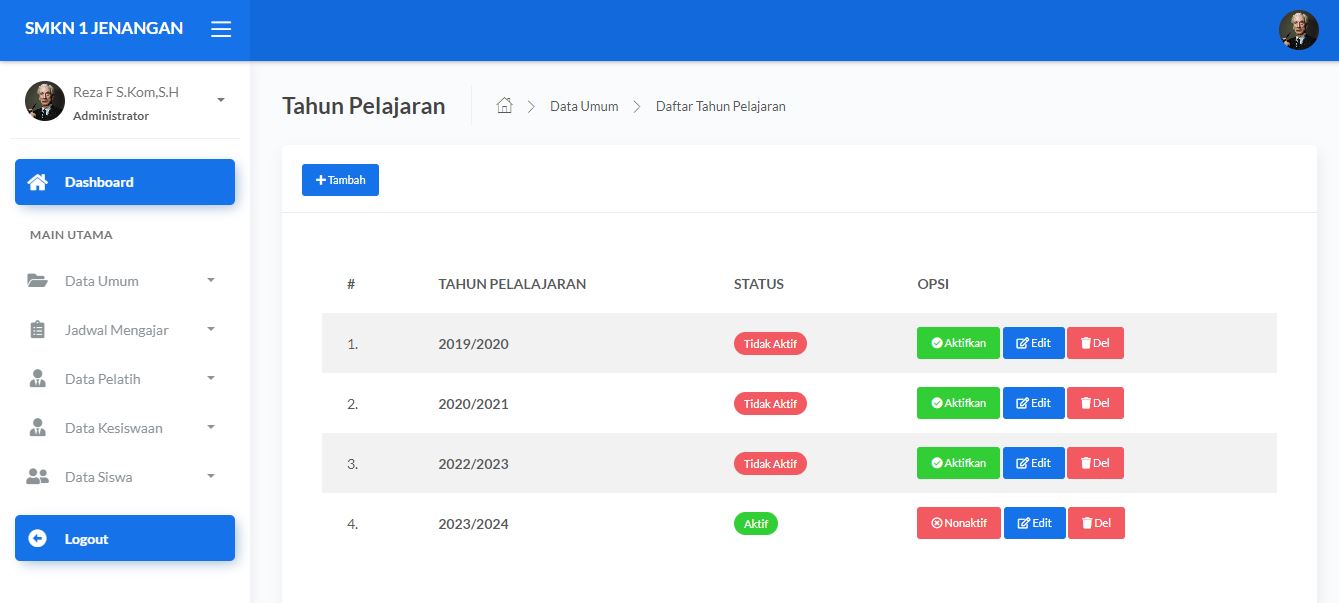 SMKN 1 JENANGAN
Reza F S.Kom,S.H
Administrator
Dashboard
MAIN UTAMA
Data Umum
Jadwal Mengajar
Data Pelatih
Data Kesiswaan
Data Siswa
Logout
Tahun Pelajaran
Data Umum
Daftar Tahun Pelajaran
Tambah
# TAHUN PELALAJARAN STATUS OPSI
1. 2019/2020 Tidak Aktif Aktifkan Edit Del
2. 2020/2021 Tidak Aktif Aktifkan Edit Del
3. 2022/2023 Tidak Aktif Aktifkan Edit Del
4. 2023/2024 Aktif Nonaktif Edit Del